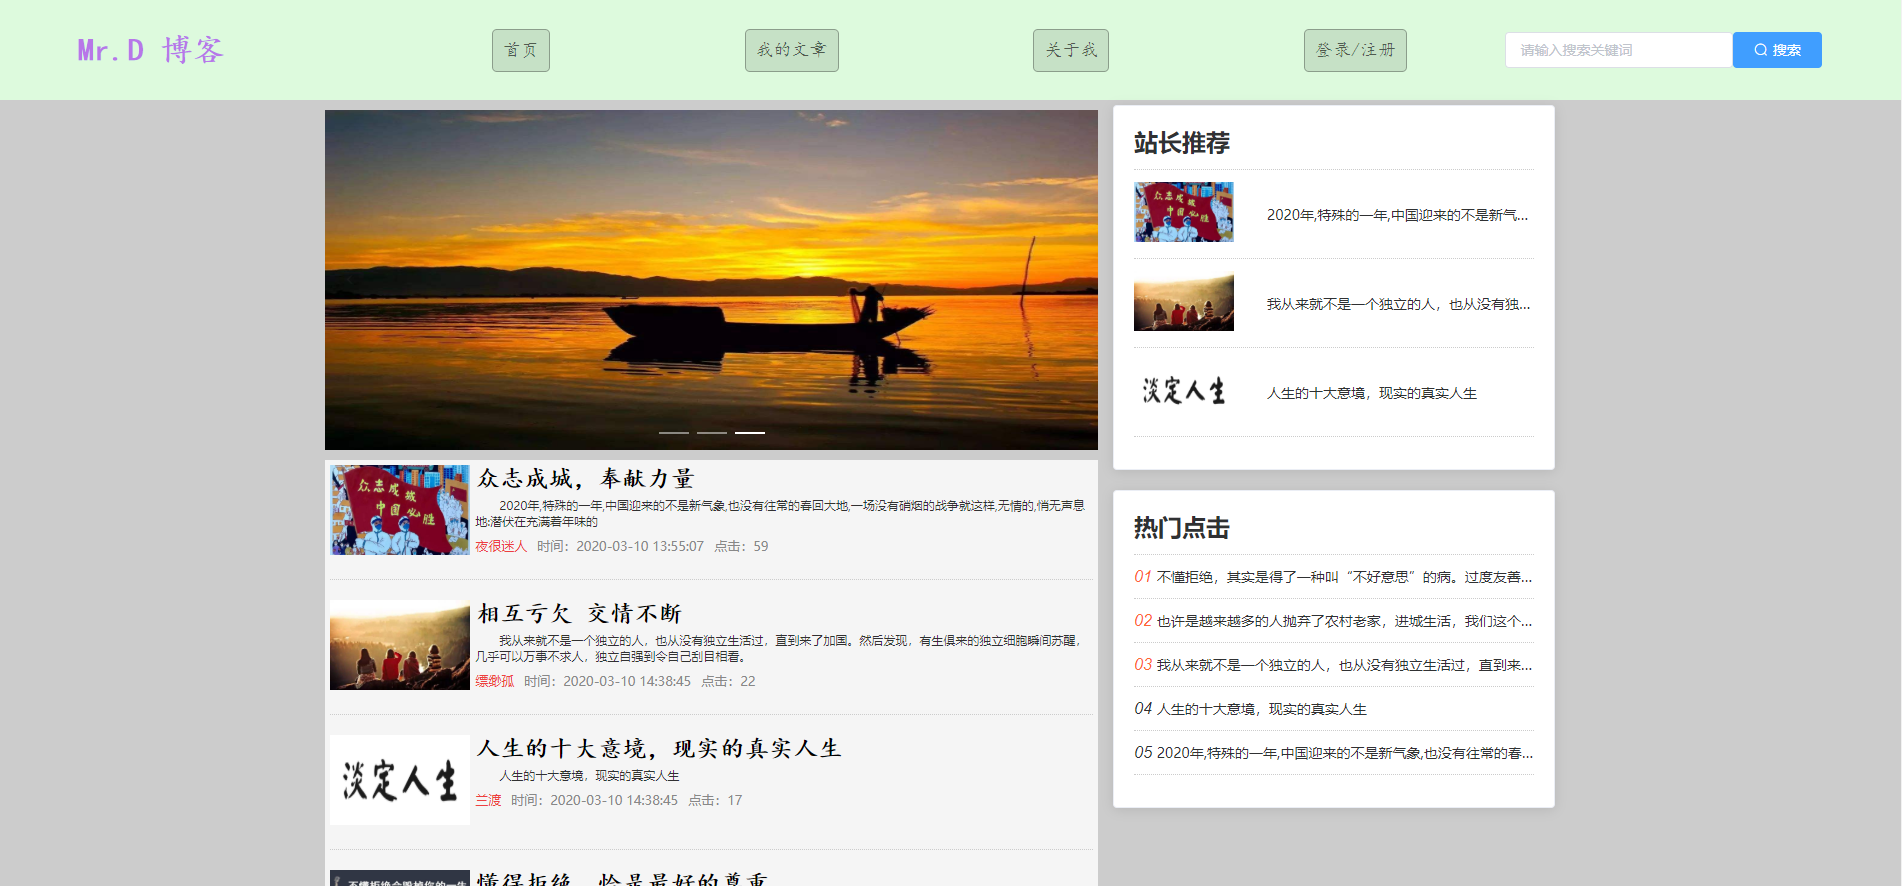 Mr.D 博客
首页
我的文章
关于我
登录/注册
请输入搜索关键词
搜索
众志成城，奉献力量
2020年,特殊的一年,中国迎来的不是新气象,也没有往常的春回大地,一场没有硝烟的战争就这样,无情的,悄无声息
地:潜伏在充满着年味的
夜很迷人 时间：2020-03-10 13:55:07 点击：59
相互亏欠 交情不断
我从来就不是一个独立的人，也从没有独立生活过，直到来了加国。然后发现，有生俱来的独立细胞瞬间苏醒，
几乎可以万事不求人，独立自强到令自己刮目相看。
缥缈孤 时间：2020-03-10 14:38:45 点击：22
淡定人生
人生的十大意境，现实的真实人生
人生的十大意境，现实的真实人生
兰渡 时间：2020-03-10 14:38:45 点击：17
懂得拒绝，恰是最好的尊重
站长推荐
众志成城
中国必胜
2020年,特殊的一年,中国迎来的不是新气...
我从来就不是一个独立的人，也从没有独...
淡定人生
人生的十大意境，现实的真实人生
热门点击
01 不懂拒绝，其实是得了一种叫“不好意思”的病。过度友善...
02 也许是越来越多的人抛弃了农村老家，进城生活，我们这个...
03 我从来就不是一个独立的人，也从没有独立生活过，直到来...
04 人生的十大意境，现实的真实人生
05 2020年,特殊的一年,中国迎来的不是新气象,也没有往常的春...